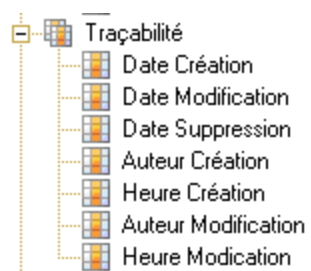 Traçabilité
Date Création
Date Modification
Date Suppression
Auteur Création
Heure Création
Auteur Modification
Heure Modication